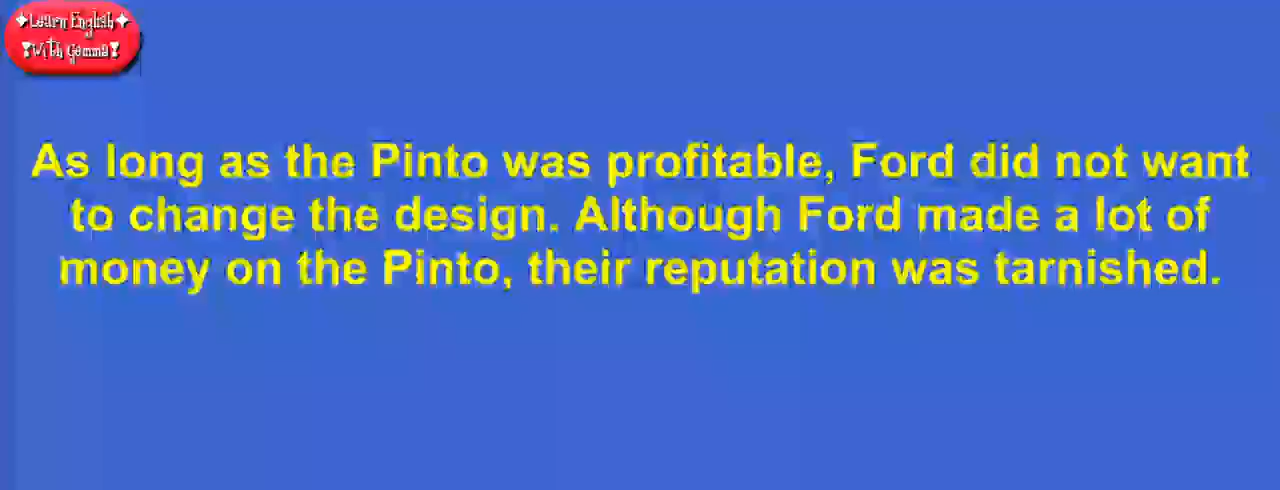 Learn English
With Gemma
As long as the Pinto was profitable, Ford did not want
to change the design. Although Ford made a lot of
money on the Pinto, their reputation was tarnished.